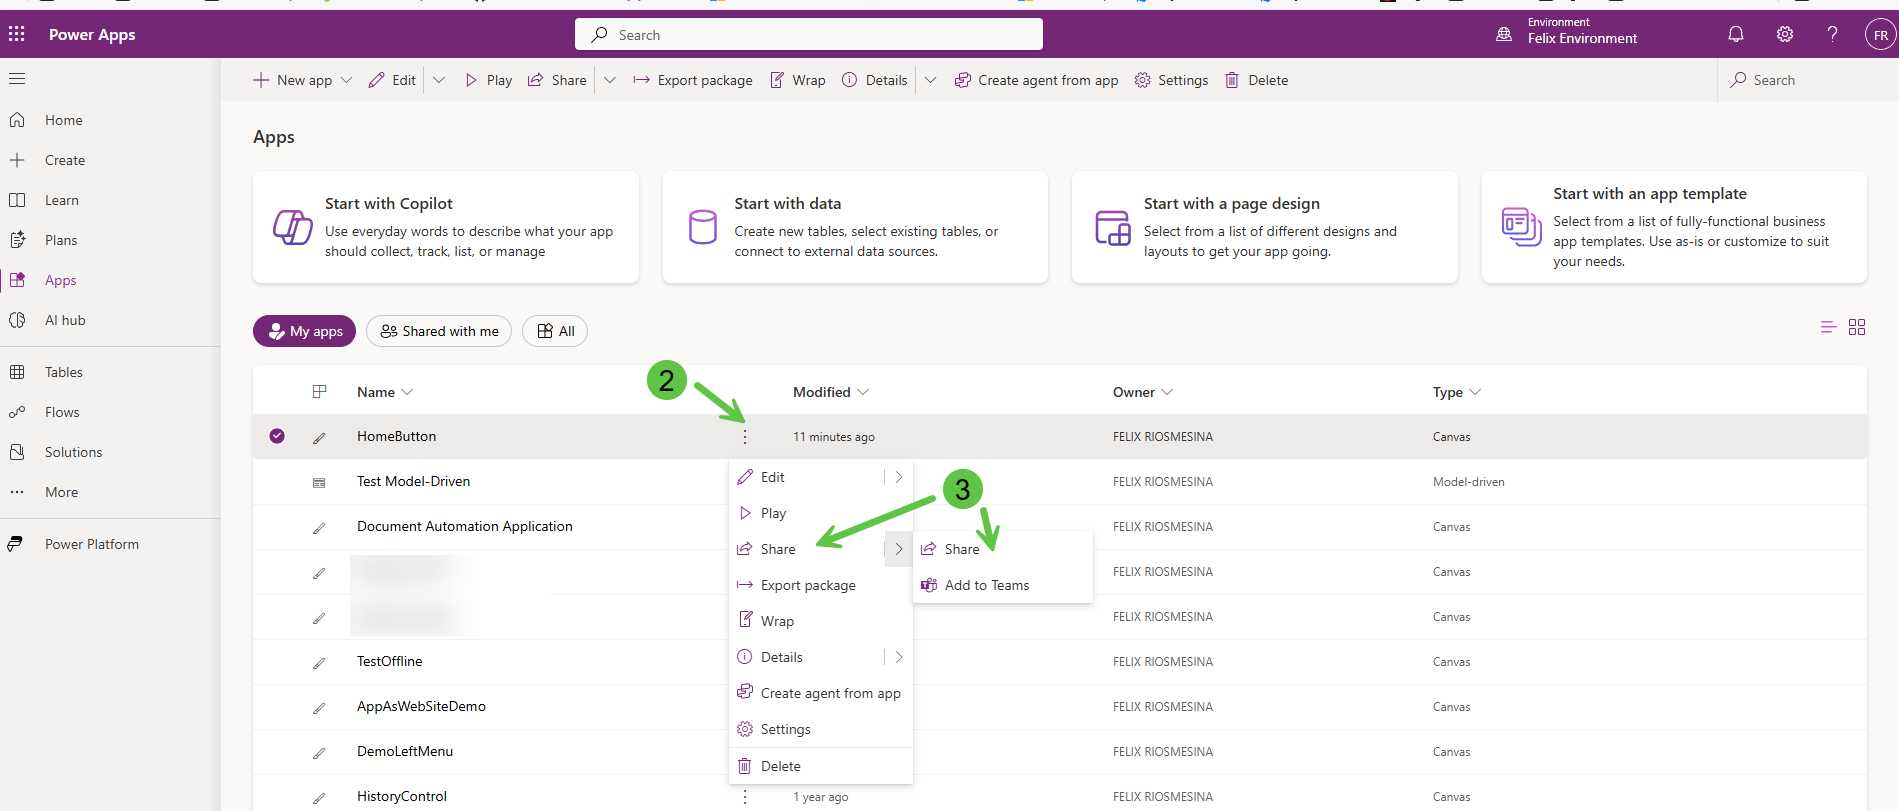 Environment
Power Apps
Search
Felix Environment
FR
New app
Edit
Play
Share
Export package
Wrap
Details
Create agent from app
Settings
Delete
Search
Home
Create
Learn
Plans
Apps
AI hub
Tables
Flows
Solutions
More
Power Platform
Apps
Start with Copilot
Use everyday words to describe what your app
should collect, track, list, or manage
Start with data
Create new tables, select existing tables, or
connect to external data sources.
Start with a page design
Select from a list of different designs and
layouts to get your app going.
Start with an app template
Select from a list of fully-functional business
app templates. Use as-is or customize to suit
your needs.
My apps
Shared with me
All
2
Name
Modified
Owner
Type
HomeButton
11 minutes ago
FELIX RIOSMESINA
Canvas
Test Model-Driven
FELIX RIOSMESINA
Model-driven
Document Automation Application
FELIX RIOSMESINA
Canvas
FELIX RIOSMESINA
Canvas
FELIX RIOSMESINA
Canvas
TestOffline
FELIX RIOSMESINA
Canvas
AppAsWebSiteDemo
FELIX RIOSMESINA
Canvas
DemoLeftMenu
FELIX RIOSMESINA
Canvas
HistoryControl
1 year ago
FELIX RIOSMESINA
Canvas
Edit
Play
Share
Export package
Wrap
Details
Create agent from app
Settings
Delete
3
Share
Add to Teams